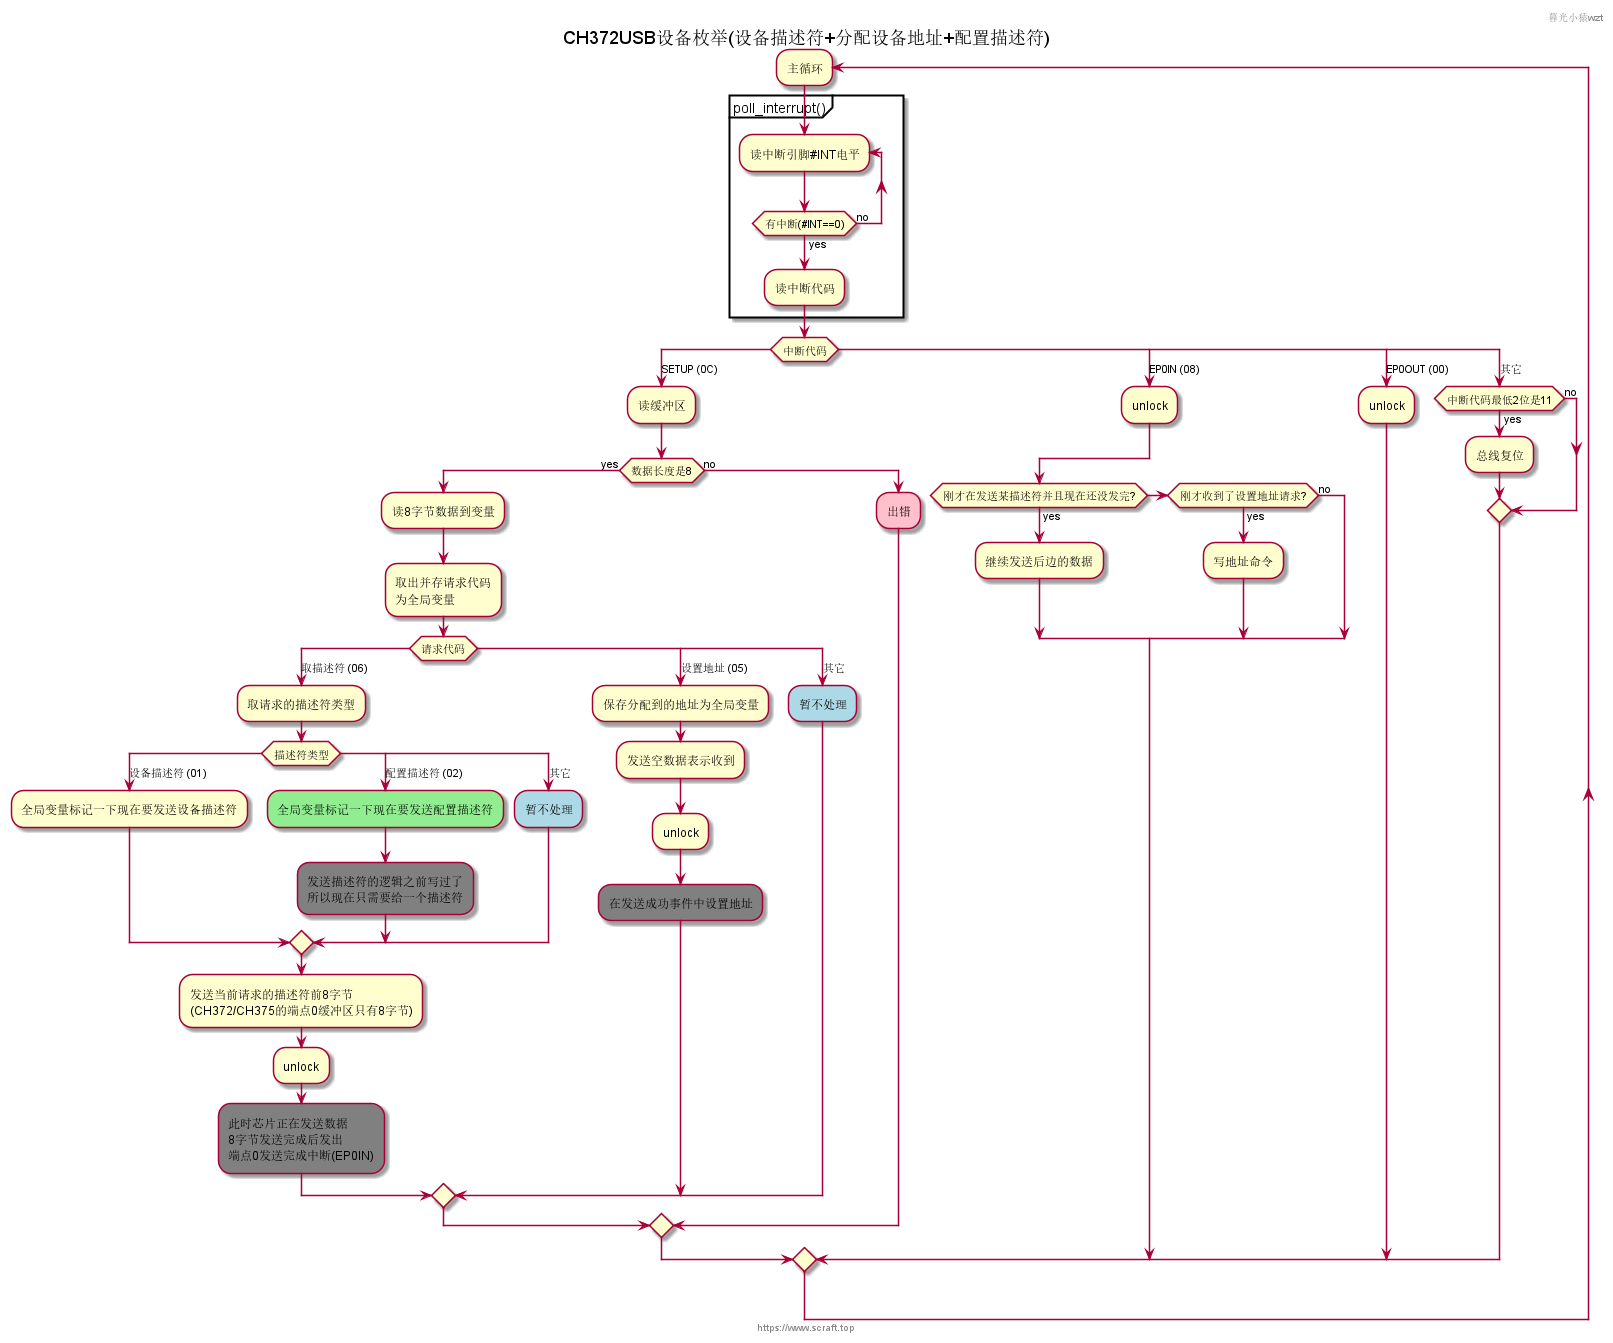 暮光小猿wzt
CH372USB设备枚举(设备描述符+分配设备地址+配置描述符)
主循环
poll_interrupt()
读中断引脚#INT电平
有中断(#INT==0)
no
yes
读中断代码
中断代码
SETUP (0C)
EP0IN (08)
EP0OUT (00)
其它
读缓冲区
unlock
unlock
中断代码最低2位是11
no
yes
总线复位
数据长度是8
yes
no
读8字节数据到变量
出错
刚才在发送某描述符并且现在还没发完?
刚才收到了设置地址请求?
no
yes
yes
继续发送后边的数据
写地址命令
取出并存请求代码
为全局变量
请求代码
取描述符 (06)
设置地址 (05)
其它
取请求的描述符类型
保存分配到的地址为全局变量
暂不处理
描述符类型
发送空数据表示收到
设备描述符 (01)
配置描述符 (02)
其它
全局变量标记一下现在要发送设备描述符
全局变量标记一下现在要发送配置描述符
暂不处理
unlock
发送描述符的逻辑之前写过了
所以现在只需要给一个描述符
在发送成功事件中设置地址
发送当前请求的描述符前8字节
(CH372/CH375的端点0缓冲区只有8字节)
unlock
此时芯片正在发送数据
8字节发送完成后发出
端点0发送完成中断(EP0IN)
https://www.scraft.top